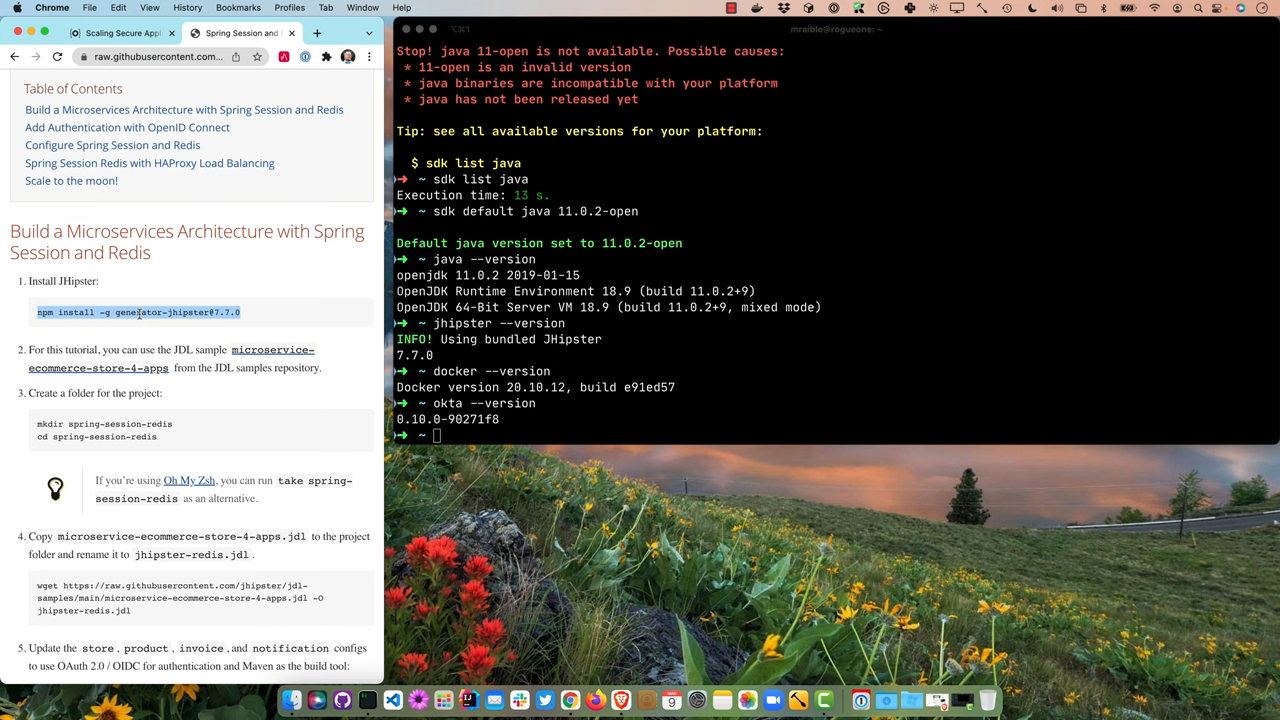 Chrome File Edit View History Bookmarks Profiles Tab Window Help
Scaling Secure Appl
Spring Session and
raw.githubusercontent.com...
Table of Contents
Build a Microservices Architecture with Spring Session and Redis
Add Authentication with OpenID Connect
Configure Spring Session and Redis
Spring Session Redis with HAProxy Load Balancing
Scale to the moon!
Build a Microservices Architecture with Spring
Session and Redis
1. Install JHipster:
npm install -g generator-jhipster@7.7.0
2. For this tutorial, you can use the JDL sample microservice-
ecommerce-store-4-apps from the JDL samples repository.
3. Create a folder for the project:
mkdir spring-session-redis
cd spring-session-redis
If you're using Oh My Zsh, you can run take spring-
session-redis as an alternative.
4. Copy microservice-ecommerce-store-4-apps.jdl to the project
folder and rename it to jhipster-redis.jdl .
wget https://raw.githubusercontent.com/jhipster/jdl-
samples/main/microservice-ecommerce-store-4-apps.jdl -O
jhipster-redis.jdl
5. Update the store, product, invoice, and notification configs
to use OAuth 2.0 / OIDC for authentication and Maven as the build tool:
⌥⌘1
mraible@rogueone: ~
Stop! java 11-open is not available. Possible causes:
* 11-open is an invalid version
* java binaries are incompatible with your platform
* java has not been released yet
Tip: see all available versions for your platform:
$ sdk list java
➜ ~ sdk list java
Execution time: 13 s.
➜ ~ sdk default java 11.0.2-open
Default java version set to 11.0.2-open
➜ ~ java --version
openjdk 11.0.2 2019-01-15
OpenJDK Runtime Environment 18.9 (build 11.0.2+9)
OpenJDK 64-Bit Server VM 18.9 (build 11.0.2+9, mixed mode)
➜ ~ jhipster --version
INFO! Using bundled JHipster
7.7.0
➜ ~ docker --version
Docker version 20.10.12, build e91ed57
➜ ~ okta --version
0.10.0-90271f8
➜ ~